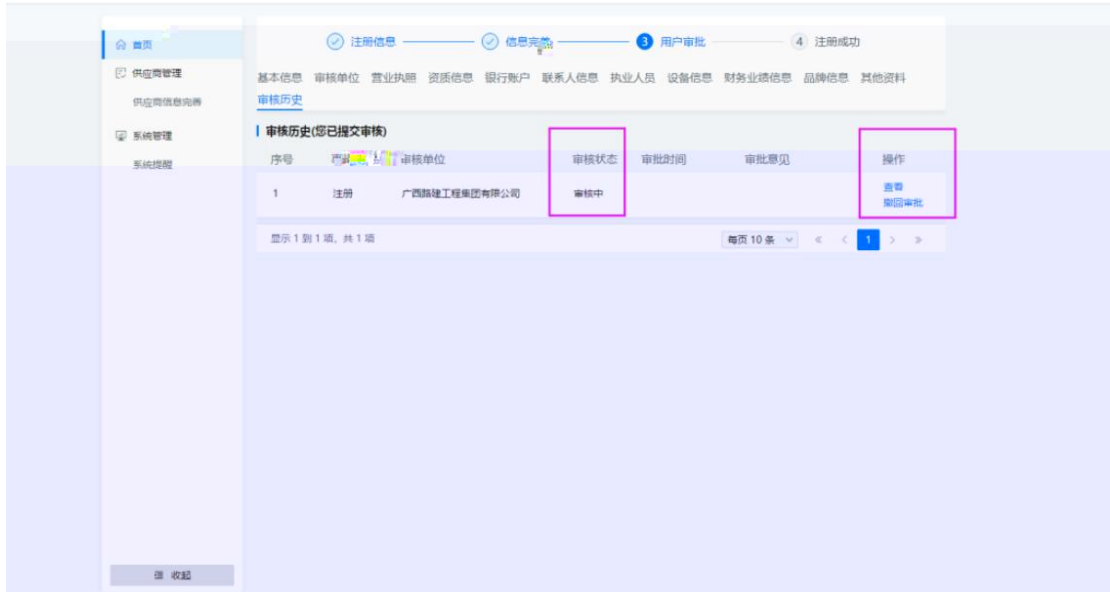 首页
供应商管理
供应商信息完善
系统管理
系统提醒
收起
注册信息 信息完善 3 用户审批 4 注册成功
基本信息 审核单位 营业执照 资质信息 银行账户 联系人信息 执业人员 设备信息 财务业绩信息 品牌信息 其他资料
审核历史
审核历史(您已提交审核)
序号 审核单位 审核状态 审批时间 审批意见 操作
1 注册 广西路建工程集团有限公司 审核中 查看
撤回审批
显示 1 到 1 项，共 1 项 每页 10 条 « ‹ 1 › »